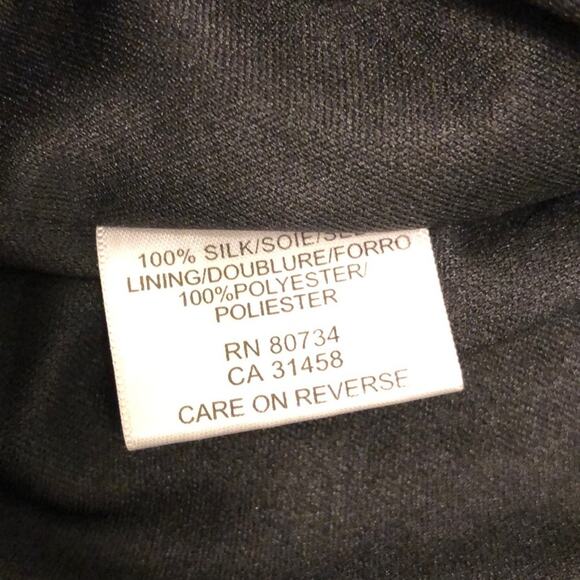 100% SILK/SOIE/
LINING/DOUBLURE/FORRO
100%POLYESTER/
POLIESTER
RN 80734
CA 31458
CARE ON REVERSE